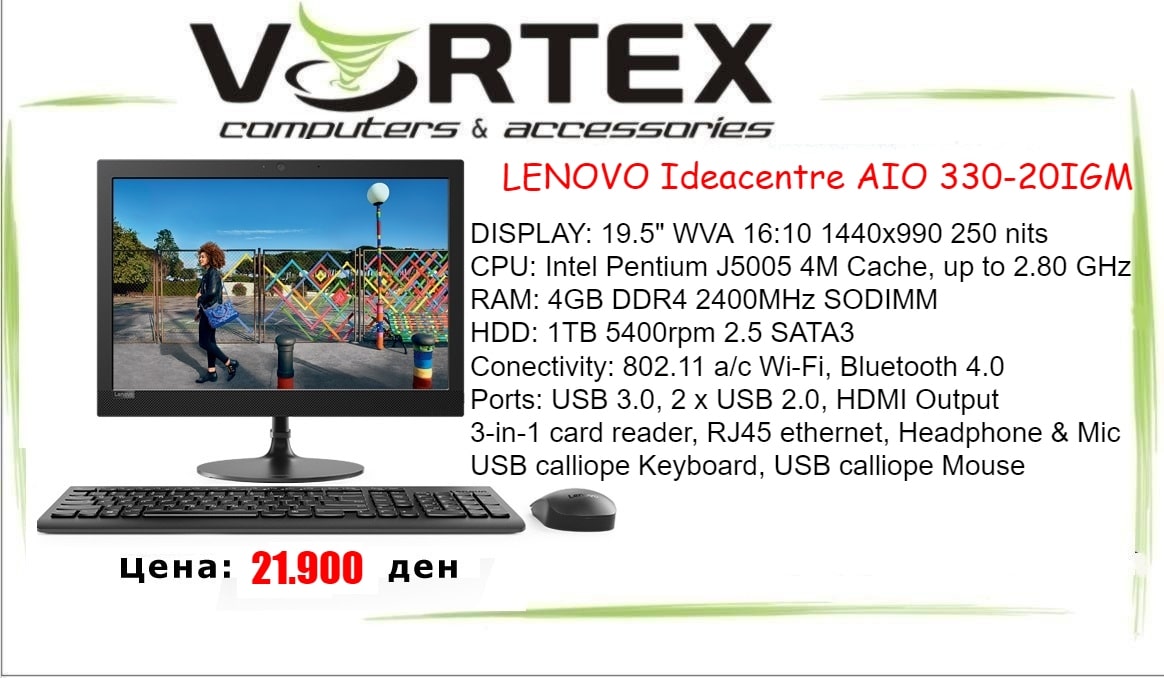 VORTEX
computers & accessories
LENOVO Ideacentre AIO 330-20IGM
DISPLAY: 19.5" WVA 16:10 1440x990 250 nits
CPU: Intel Pentium J5005 4M Cache, up to 2.80 GHz
RAM: 4GB DDR4 2400MHz SODIMM
HDD: 1TB 5400rpm 2.5 SATA3
Conectivity: 802.11 a/c Wi-Fi, Bluetooth 4.0
Ports: USB 3.0, 2 x USB 2.0, HDMI Output
3-in-1 card reader, RJ45 ethernet, Headphone & Mic
USB calliope Keyboard, USB calliope Mouse
Lenovo
Lenovo
Цена: 21.900 ден